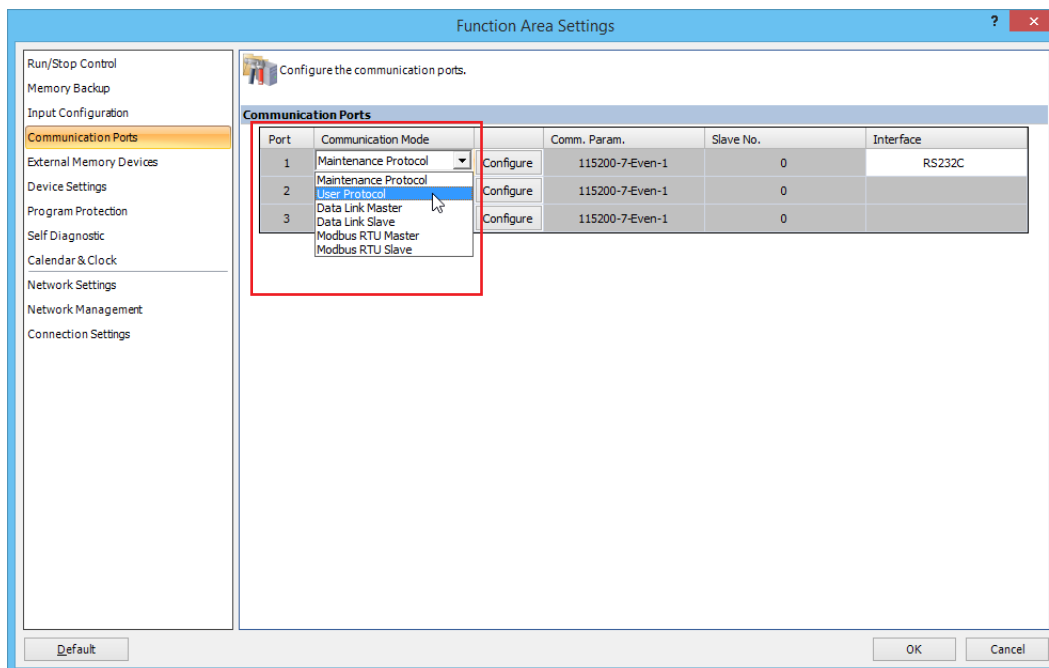 Function Area Settings
?
×
Run/Stop Control
Memory Backup
Input Configuration
Communication Ports
External Memory Devices
Device Settings
Program Protection
Self Diagnostic
Calendar & Clock
Network Settings
Network Management
Connection Settings
Configure the communication ports.
Communication Ports
Port Communication Mode Comm. Param. Slave No. Interface
1 Maintenance Protocol Configure 115200-7-Even-1 0 RS232C
Maintenance Protocol
2 User Protocol Configure 115200-7-Even-1 0
Data Link Master
3 Data Link Slave Configure 115200-7-Even-1 0
Modbus RTU Master
Modbus RTU Slave
Default OK Cancel